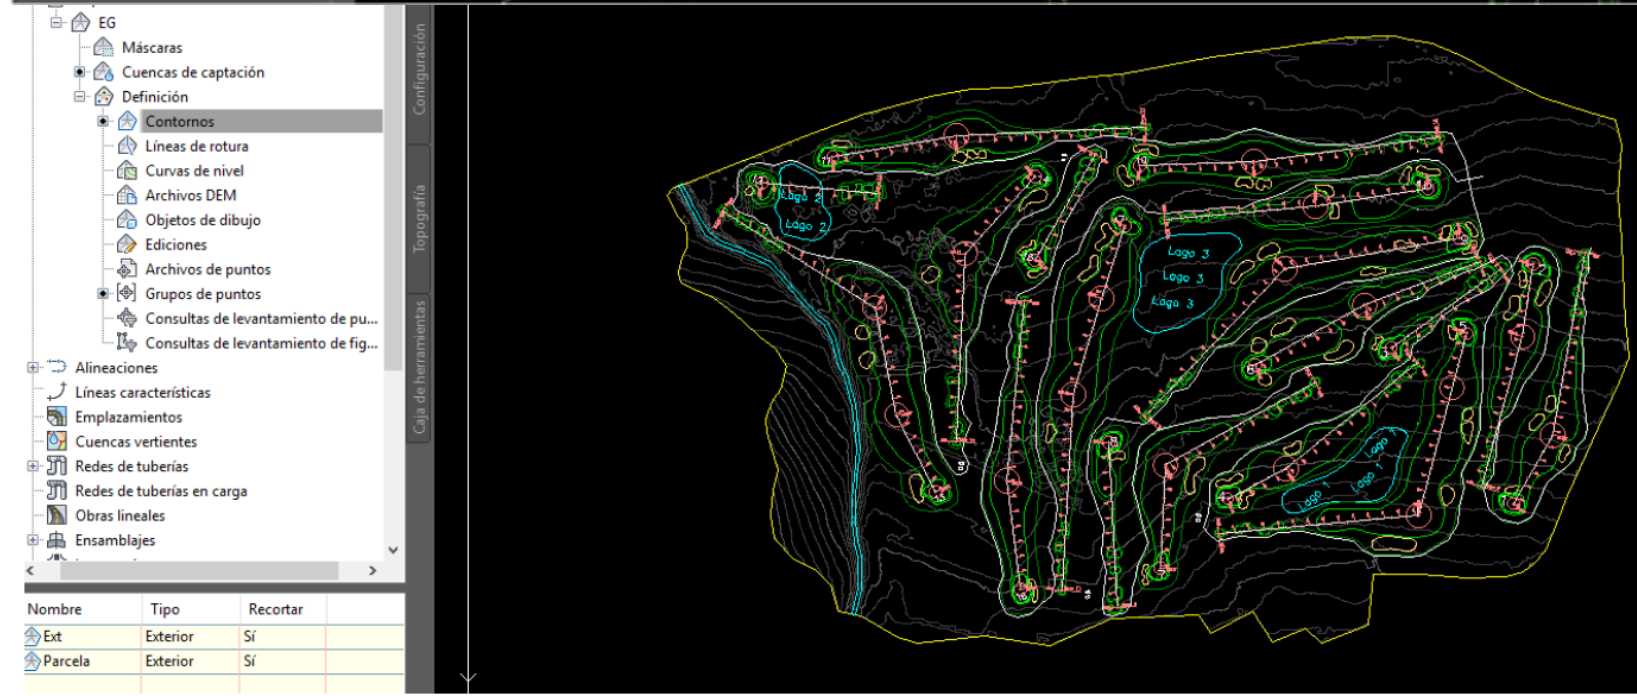 EG
Máscaras
Cuencas de captación
Definición
Contornos
Líneas de rotura
Curvas de nivel
Archivos DEM
Objetos de dibujo
Ediciones
Archivos de puntos
Grupos de puntos
Consultas de levantamiento de pu...
Consultas de levantamiento de fig...
Alineaciones
Líneas características
Emplazamientos
Cuencas vertientes
Redes de tuberías
Redes de tuberías en carga
Obras lineales
Ensamblajes
Nombre Tipo Recortar
Ext Exterior Sí
Parcela Exterior Sí
Configuración
Topografía
Caja de herramientas
Lago 2
Lago 2
Lago 3
Lago 3
Lago 3
Lago 1
Lago 1
Lago 1